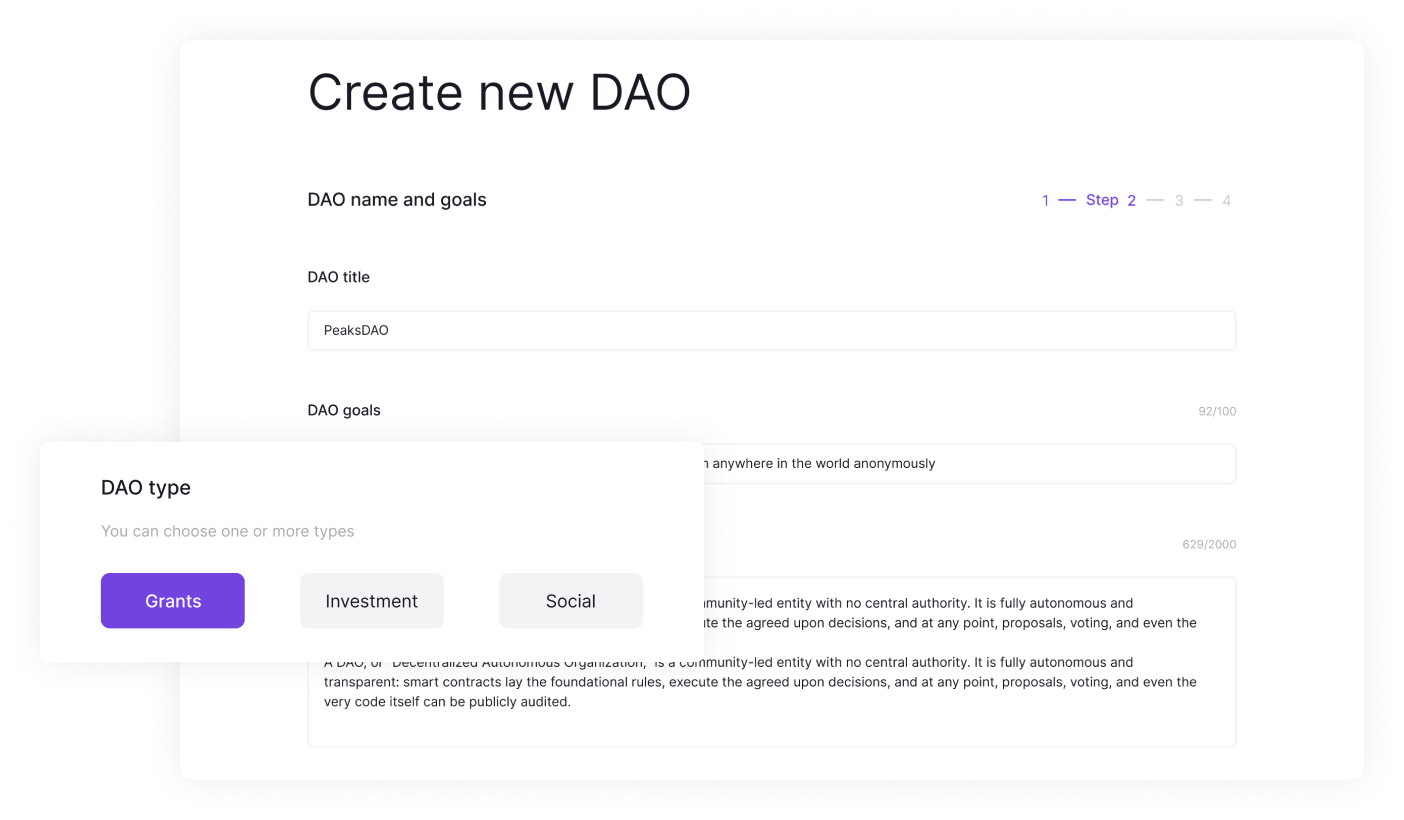 Create new DAO
DAO name and goals
1 — Step 2 — 3 — 4
DAO title
PeaksDAO
DAO goals
92/100
anywhere in the world anonymously
DAO type
You can choose one or more types
Grants
Investment
Social
629/2000
-led entity with no central authority. It is fully autonomous and
the agreed upon decisions, and at any point, proposals, voting, and even the
A DAO, or "Decentralized Autonomous Organization," is a community-led entity with no central authority. It is fully autonomous and
transparent: smart contracts lay the foundational rules, execute the agreed upon decisions, and at any point, proposals, voting, and even the
very code itself can be publicly audited.